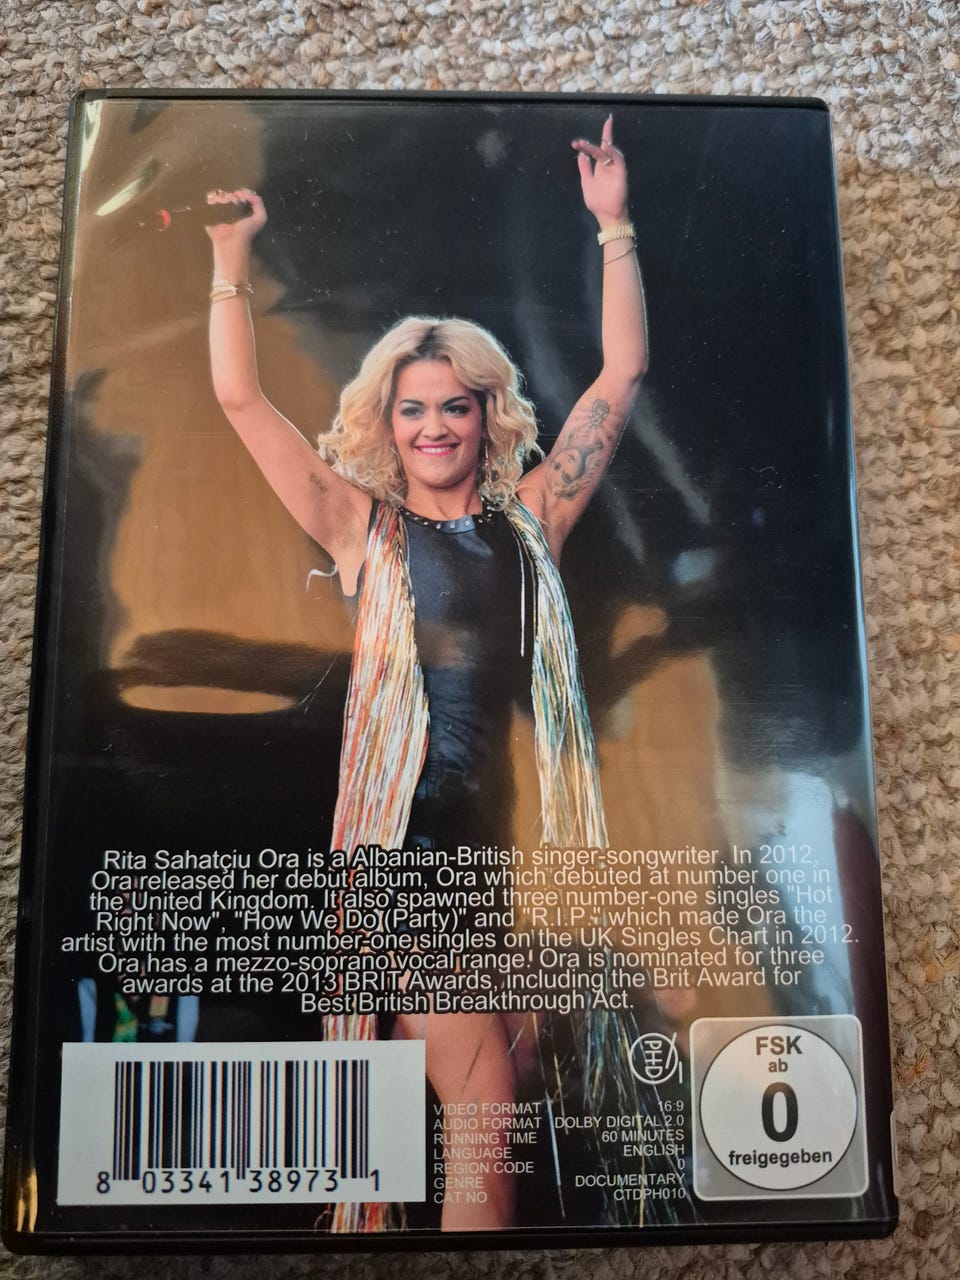 Rita Sahatçiu Ora is a Albanian-British singer-songwriter. In 2012,
Ora released her debut album, Ora which debuted at number one in
the United Kingdom. It also spawned three number-one singles "Hot
Right Now", "How We Do (Party)" and "R.I.P." which made Ora the
artist with the most number-one singles on the UK Singles Chart in 2012.
Ora has a mezzo-soprano vocal range! Ora is nominated for three
awards at the 2013 BRIT Awards, including the Brit Award for
Best British Breakthrough Act.
8 03341 38973 1
VIDEO FORMAT 16:9
AUDIO FORMAT DOLBY DIGITAL 2.0
RUNNING TIME 60 MINUTES
LANGUAGE ENGLISH
REGION CODE 0
GENRE DOCUMENTARY
CAT NO CTDPH010
PHD
FSK
ab
0
freigegeben